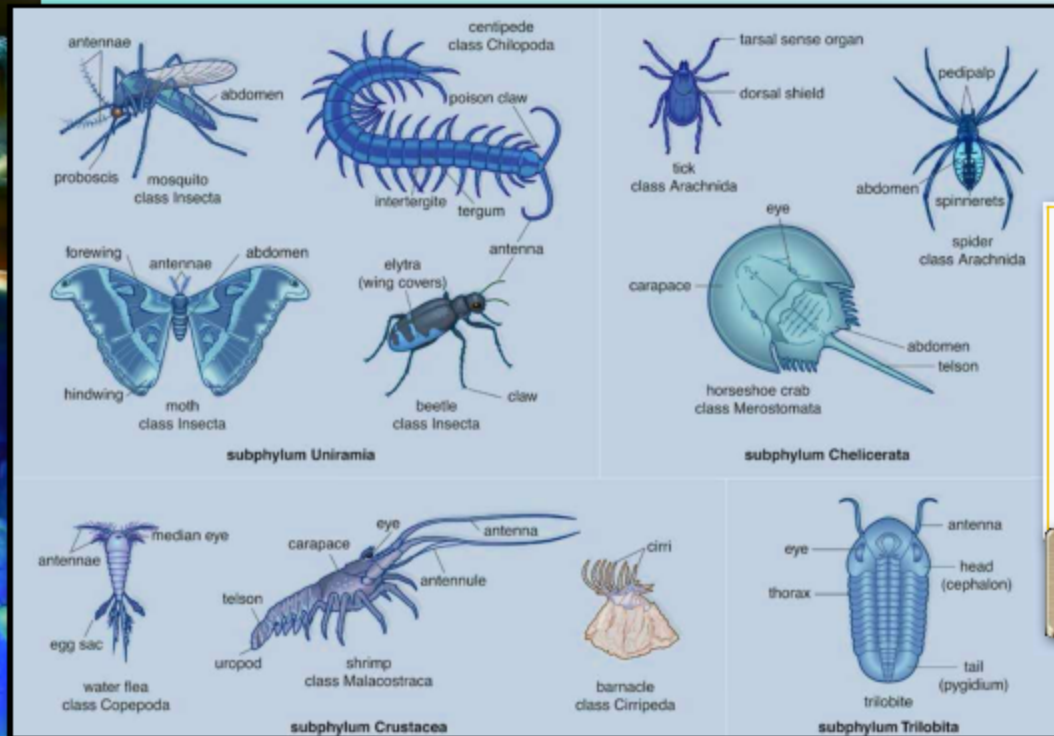 antennae
abdomen
proboscis
mosquito
class Insecta
centipede
class Chilopoda
poison claw
intertergite
tergum
antenna
forewing
antennae
abdomen
hindwing
moth
class Insecta
elytra
(wing covers)
claw
beetle
class Insecta
subphylum Uniramia
tarsal sense organ
dorsal shield
tick
class Arachnida
pedipalp
abdomen
spinnerets
spider
class Arachnida
eye
carapace
abdomen
telson
horseshoe crab
class Merostomata
subphylum Chelicerata
antennae
median eye
egg sac
water flea
class Copepoda
eye
carapace
antenna
antennule
telson
uropod
shrimp
class Malacostraca
cirri
barnacle
class Cirripeda
subphylum Crustacea
antenna
eye
head
(cephalon)
thorax
tail
(pygidium)
trilobite
subphylum Trilobita